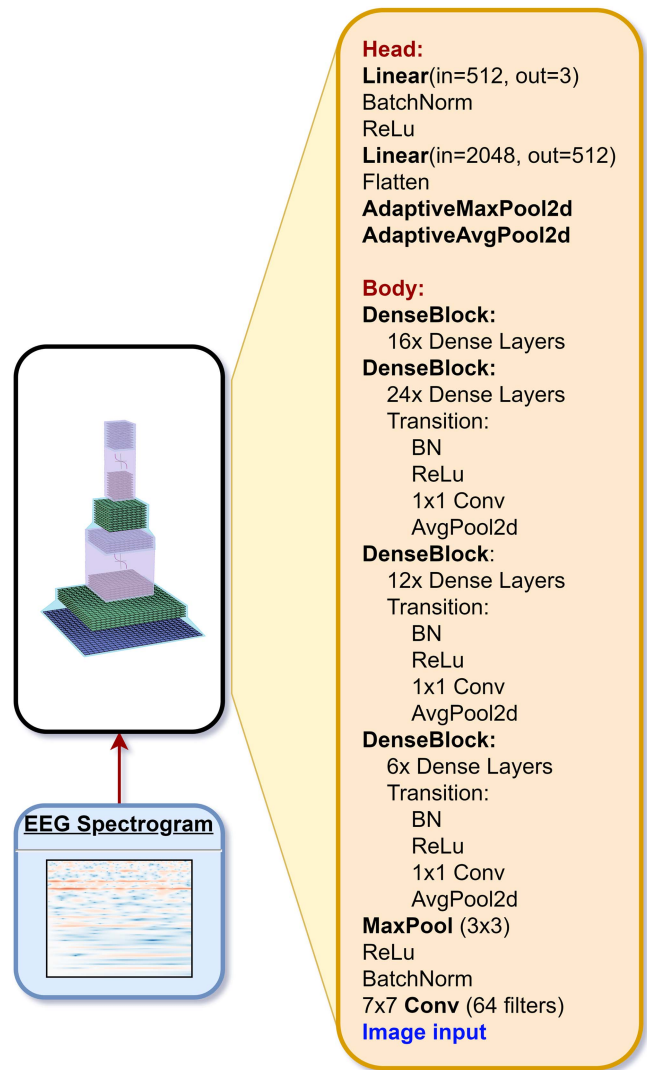 Head:
Linear(in=512, out=3)
BatchNorm
ReLu
Linear(in=2048, out=512)
Flatten
AdaptiveMaxPool2d
AdaptiveAvgPool2d
Body:
DenseBlock:
16x Dense Layers
DenseBlock:
24x Dense Layers
Transition:
BN
ReLu
1x1 Conv
AvgPool2d
DenseBlock:
12x Dense Layers
Transition:
BN
ReLu
1x1 Conv
AvgPool2d
DenseBlock:
6x Dense Layers
Transition:
BN
ReLu
1x1 Conv
AvgPool2d
MaxPool (3x3)
ReLu
BatchNorm
7x7 Conv (64 filters)
Image input
EEG Spectrogram